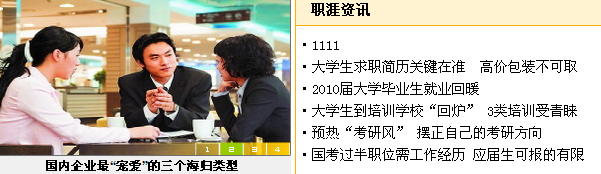 1 2 3 4
国内企业最“宠爱”的三个海归类型
职涯资讯
1111
大学生求职简历关键在准 高价包装不可取
2010届大学毕业生就业回暖
大学生到培训学校“回炉” 3类培训受青睐
预热“考研风” 摆正自己的考研方向
国考过半职位需工作经历 应届生可报的有限